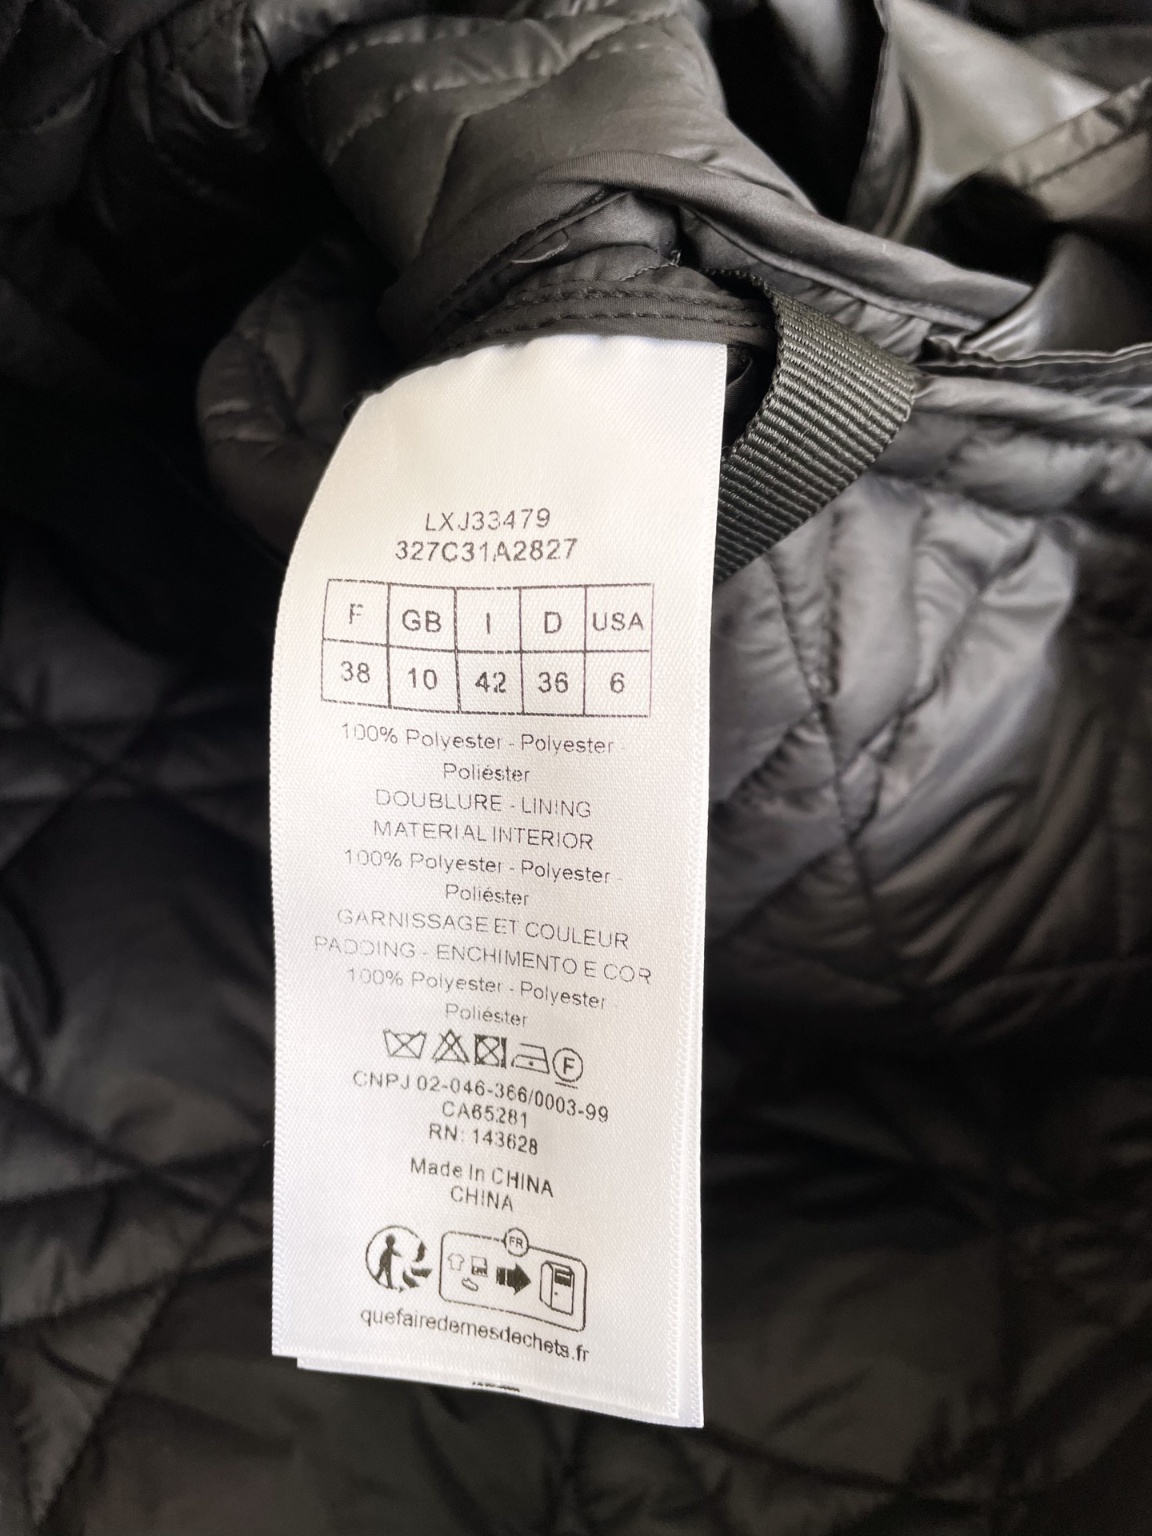 LXJ33479
327C31A2827
F GB I D USA
38 10 42 36 6
100% Polyester - Polyester -
Poliéster
DOUBLURE - LINING
MATERIAL INTERIOR
100% Polyester - Polyester -
Poliéster
GARNISSAGE ET COULEUR
PADDING - ENCHIMENTO E COR
100% Polyester - Polyester -
Poliéster
F
CNPJ 02-046-366/0003-99
CA65281
RN: 143628
Made In CHINA
CHINA
FR
quefairedemesdechets.fr